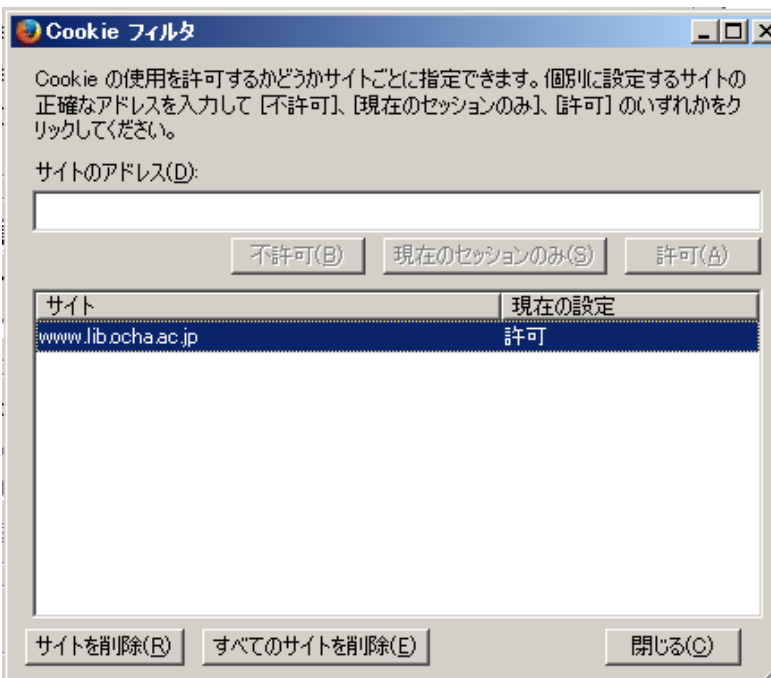 Cookie フィルタ
Cookie の使用を許可するかどうかサイトごとに指定できます。個別に設定するサイトの
正確なアドレスを入力して [不許可]、[現在のセッションのみ]、[許可] のいずれかをク
リックしてください。
サイトのアドレス(D):
不許可(B) 現在のセッションのみ(S) 許可(A)
サイト 現在の設定
www.lib.ocha.ac.jp 許可
サイトを削除(R) すべてのサイトを削除(E) 閉じる(C)